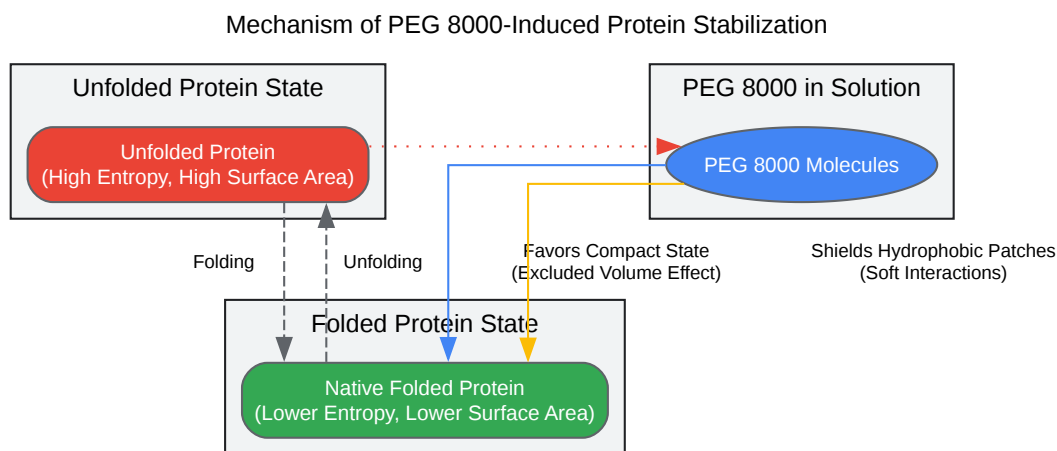 Mechanism of PEG 8000-Induced Protein Stabilization
Unfolded Protein State
PEG 8000 in Solution
Unfolded Protein
(High Entropy, High Surface Area)
PEG 8000 Molecules
Folding
Unfolding
Favors Compact State
(Excluded Volume Effect)
Shields Hydrophobic Patches
(Soft Interactions)
Folded Protein State
Native Folded Protein
(Lower Entropy, Lower Surface Area)